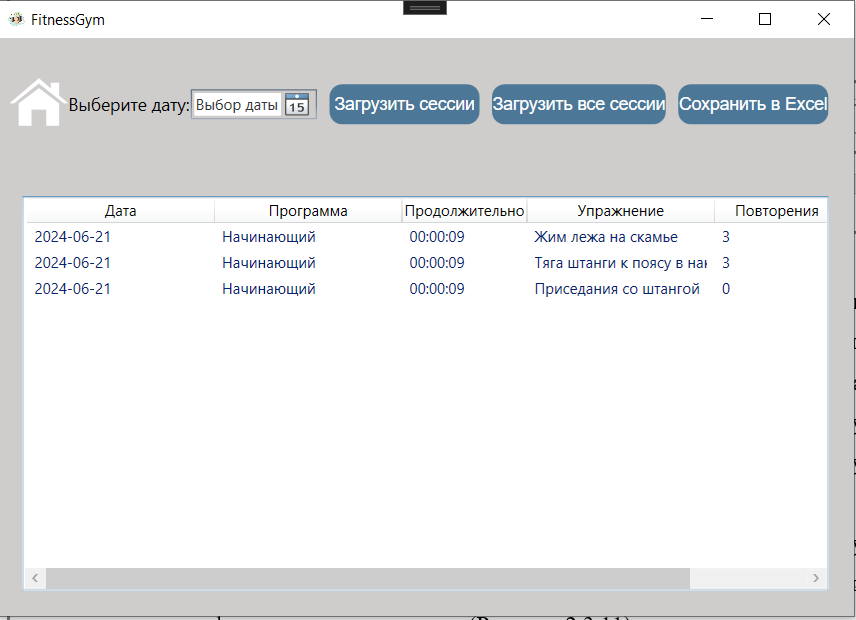 FitnessGym
Выберите дату: Выбор даты 15 Загрузить сессии Загрузить все сессии Сохранить в Excel
Дата Программа Продолжительно Упражнение Повторения
2024-06-21 Начинающий 00:00:09 Жим лежа на скамье 3
2024-06-21 Начинающий 00:00:09 Тяга штанги к поясу в нак 3
2024-06-21 Начинающий 00:00:09 Приседания со штангой 0